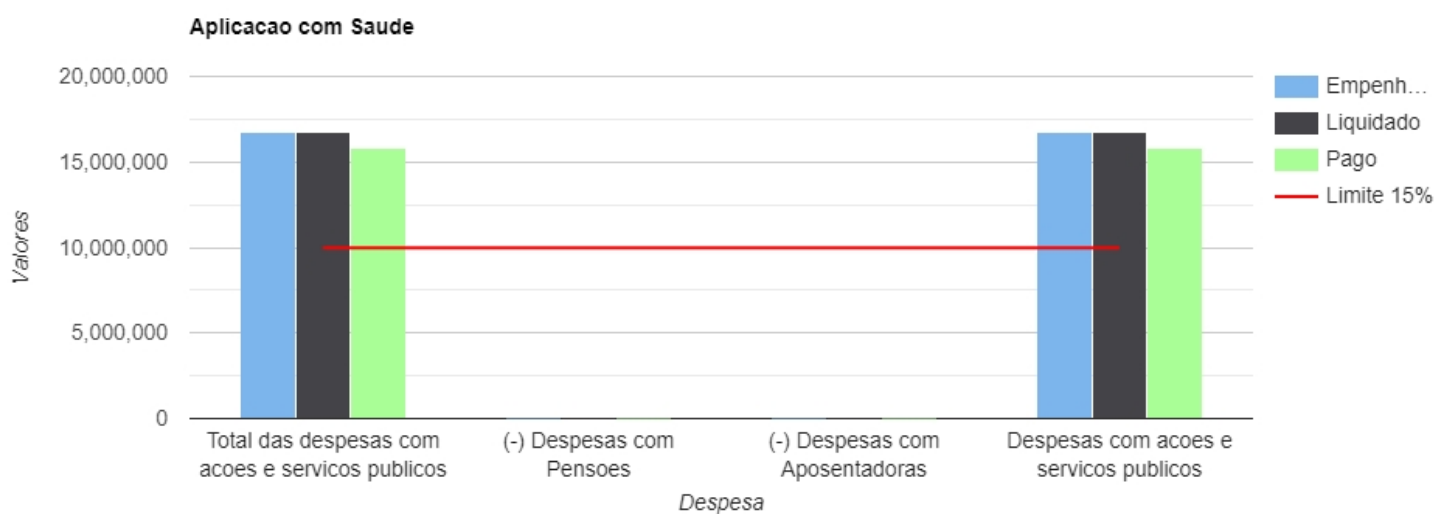 Aplicacao com Saude
20,000,000
15,000,000
10,000,000
5,000,000
0
Valores
Total das despesas com
acoes e servicos publicos
(-) Despesas com
Pensoes
(-) Despesas com
Aposentadoras
Despesas com acoes e
servicos publicos
Despesa
Empenh...
Liquidado
Pago
Limite 15%